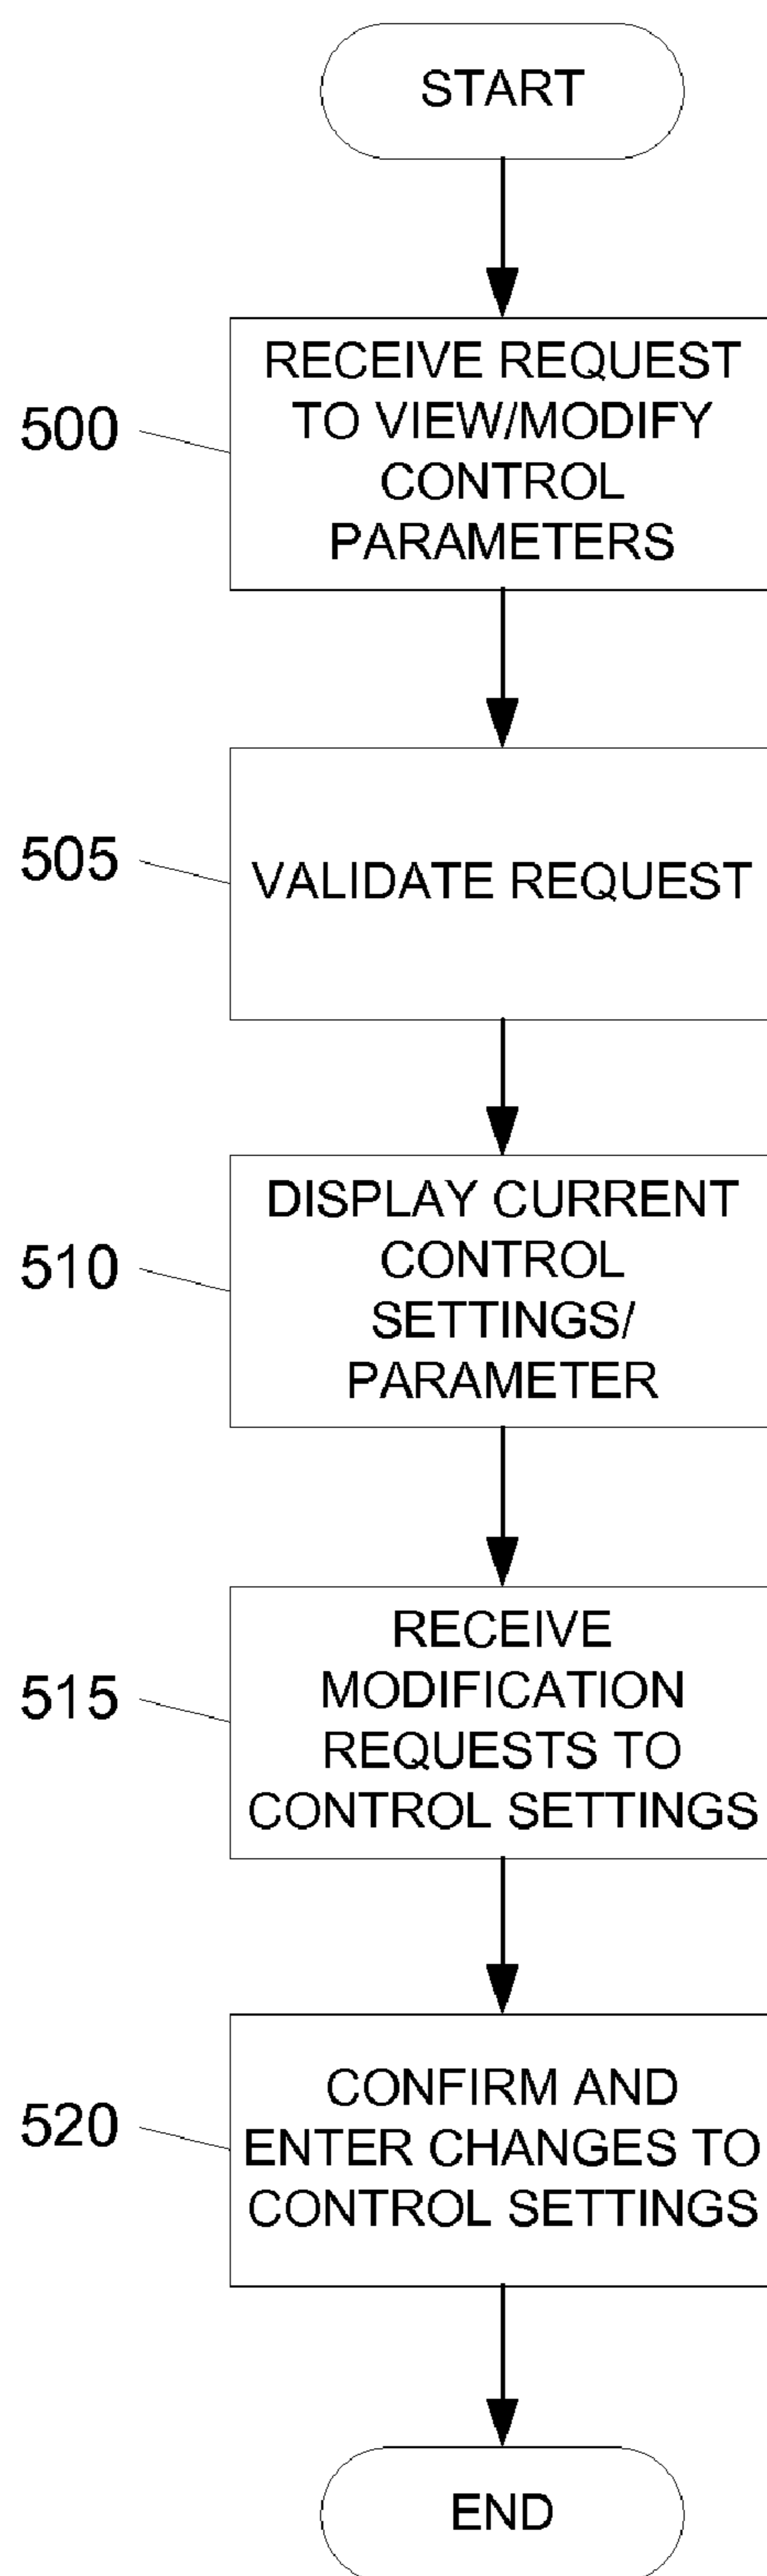 START
500
RECEIVE REQUEST
TO VIEW/MODIFY
CONTROL
PARAMETERS
505
VALIDATE REQUEST
510
DISPLAY CURRENT
CONTROL
SETTINGS/
PARAMETER
515
RECEIVE
MODIFICATION
REQUESTS TO
CONTROL SETTINGS
520
CONFIRM AND
ENTER CHANGES TO
CONTROL SETTINGS
END